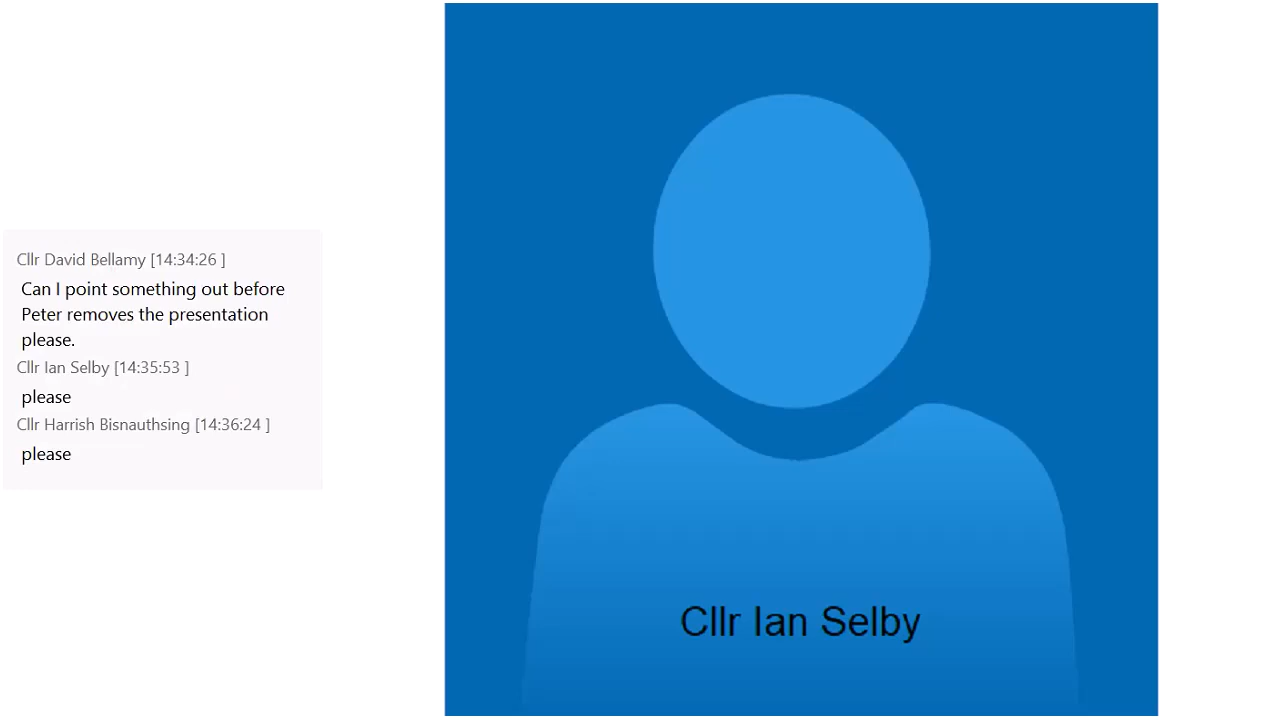 Cllr David Bellamy [14:34:26 ]
Can I point something out before
Peter removes the presentation
please.
Cllr Ian Selby [14:35:53 ]
please
Cllr Harrish Bisnauthsing [14:36:24 ]
please
Cllr Ian Selby